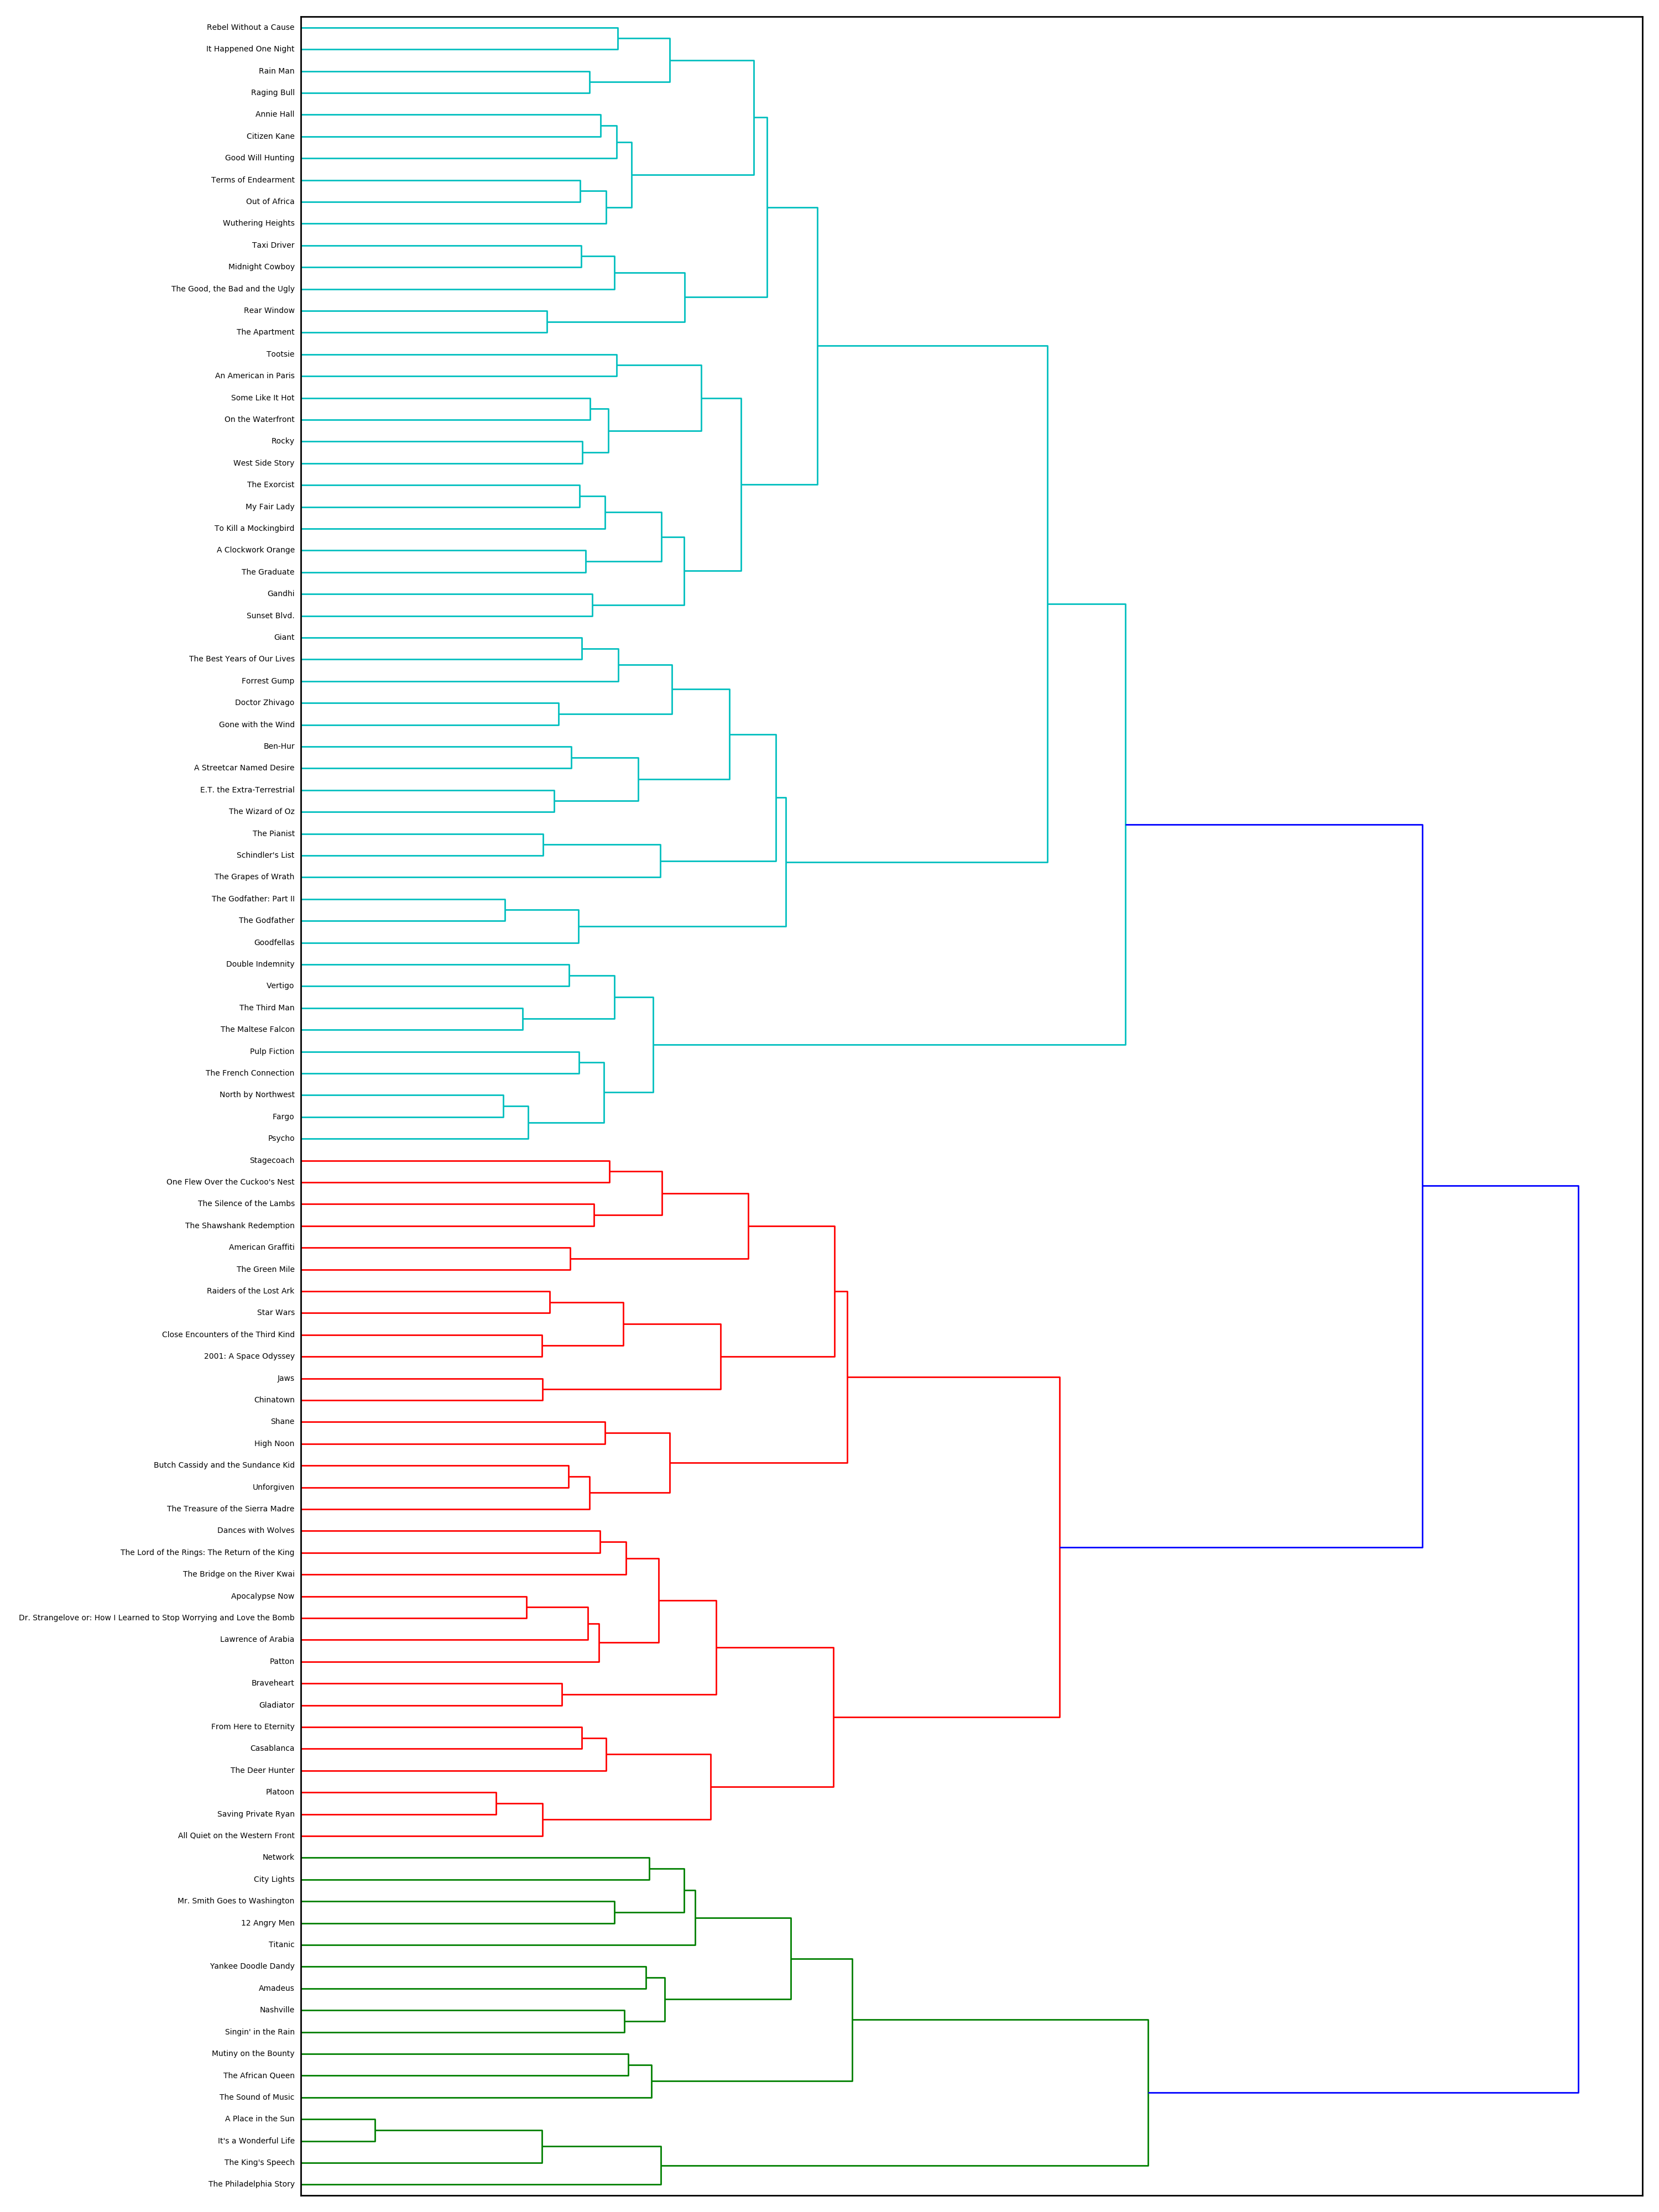 Rebel Without a Cause
It Happened One Night
Rain Man
Raging Bull
Annie Hall
Citizen Kane
Good Will Hunting
Terms of Endearment
Out of Africa
Wuthering Heights
Taxi Driver
Midnight Cowboy
The Good, the Bad and the Ugly
Rear Window
The Apartment
Tootsie
An American in Paris
Some Like It Hot
On the Waterfront
Rocky
West Side Story
The Exorcist
My Fair Lady
To Kill a Mockingbird
A Clockwork Orange
The Graduate
Gandhi
Sunset Blvd.
Giant
The Best Years of Our Lives
Forrest Gump
Doctor Zhivago
Gone with the Wind
Ben-Hur
A Streetcar Named Desire
E.T. the Extra-Terrestrial
The Wizard of Oz
The Pianist
Schindler's List
The Grapes of Wrath
The Godfather: Part II
The Godfather
Goodfellas
Double Indemnity
Vertigo
The Third Man
The Maltese Falcon
Pulp Fiction
The French Connection
North by Northwest
Fargo
Psycho
Stagecoach
One Flew Over the Cuckoo's Nest
The Silence of the Lambs
The Shawshank Redemption
American Graffiti
The Green Mile
Raiders of the Lost Ark
Star Wars
Close Encounters of the Third Kind
2001: A Space Odyssey
Jaws
Chinatown
Shane
High Noon
Butch Cassidy and the Sundance Kid
Unforgiven
The Treasure of the Sierra Madre
Dances with Wolves
The Lord of the Rings: The Return of the King
The Bridge on the River Kwai
Apocalypse Now
Dr. Strangelove or: How I Learned to Stop Worrying and Love the Bomb
Lawrence of Arabia
Patton
Braveheart
Gladiator
From Here to Eternity
Casablanca
The Deer Hunter
Platoon
Saving Private Ryan
All Quiet on the Western Front
Network
City Lights
Mr. Smith Goes to Washington
12 Angry Men
Titanic
Yankee Doodle Dandy
Amadeus
Nashville
Singin' in the Rain
Mutiny on the Bounty
The African Queen
The Sound of Music
A Place in the Sun
It's a Wonderful Life
The King's Speech
The Philadelphia Story